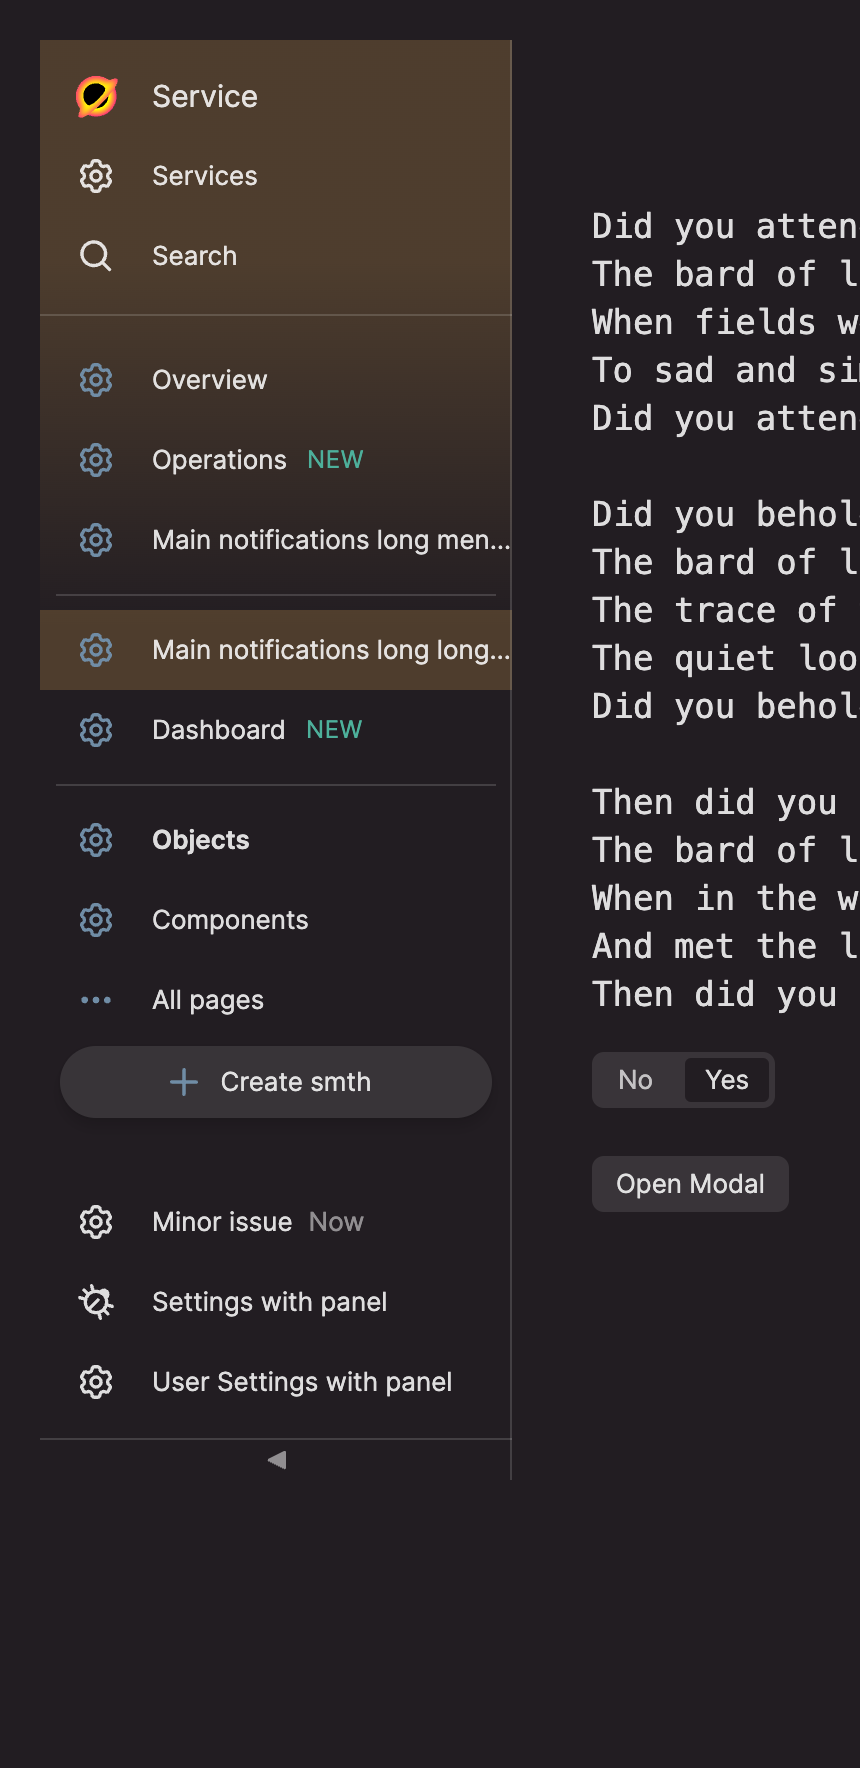 Service
Services
Search
Overview
Operations NEW
Main notifications long men...
Main notifications long long...
Dashboard NEW
Objects
Components
All pages
Create smth
Minor issue Now
Settings with panel
User Settings with panel
Did you atten
The bard of l
When fields w
To sad and si
Did you atten
Did you behol
The bard of l
The trace of
The quiet loo
Did you behol
Then did you
The bard of l
When in the w
And met the l
Then did you
No Yes
Open Modal